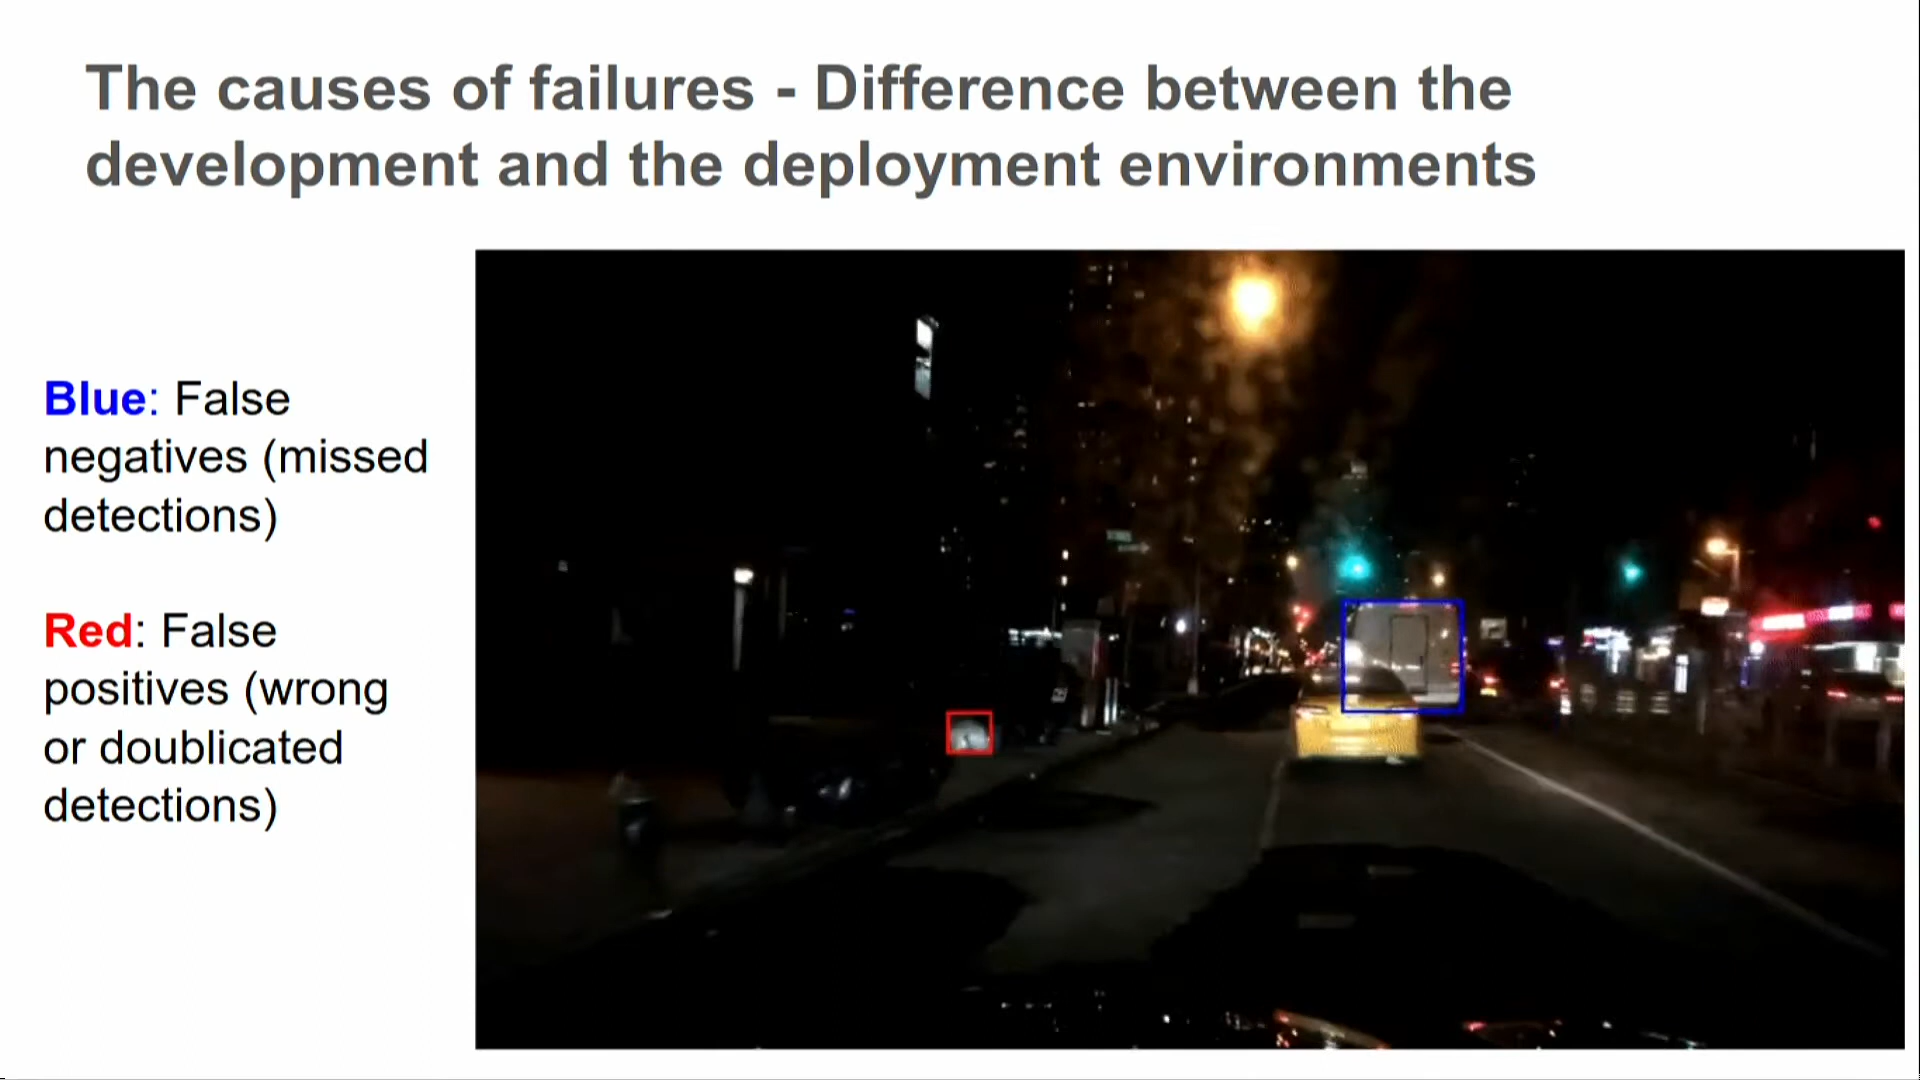 The causes of failures - Difference between the
development and the deployment environments
Blue: False
negatives (missed
detections)
Red: False
positives (wrong
or doublicated
detections)